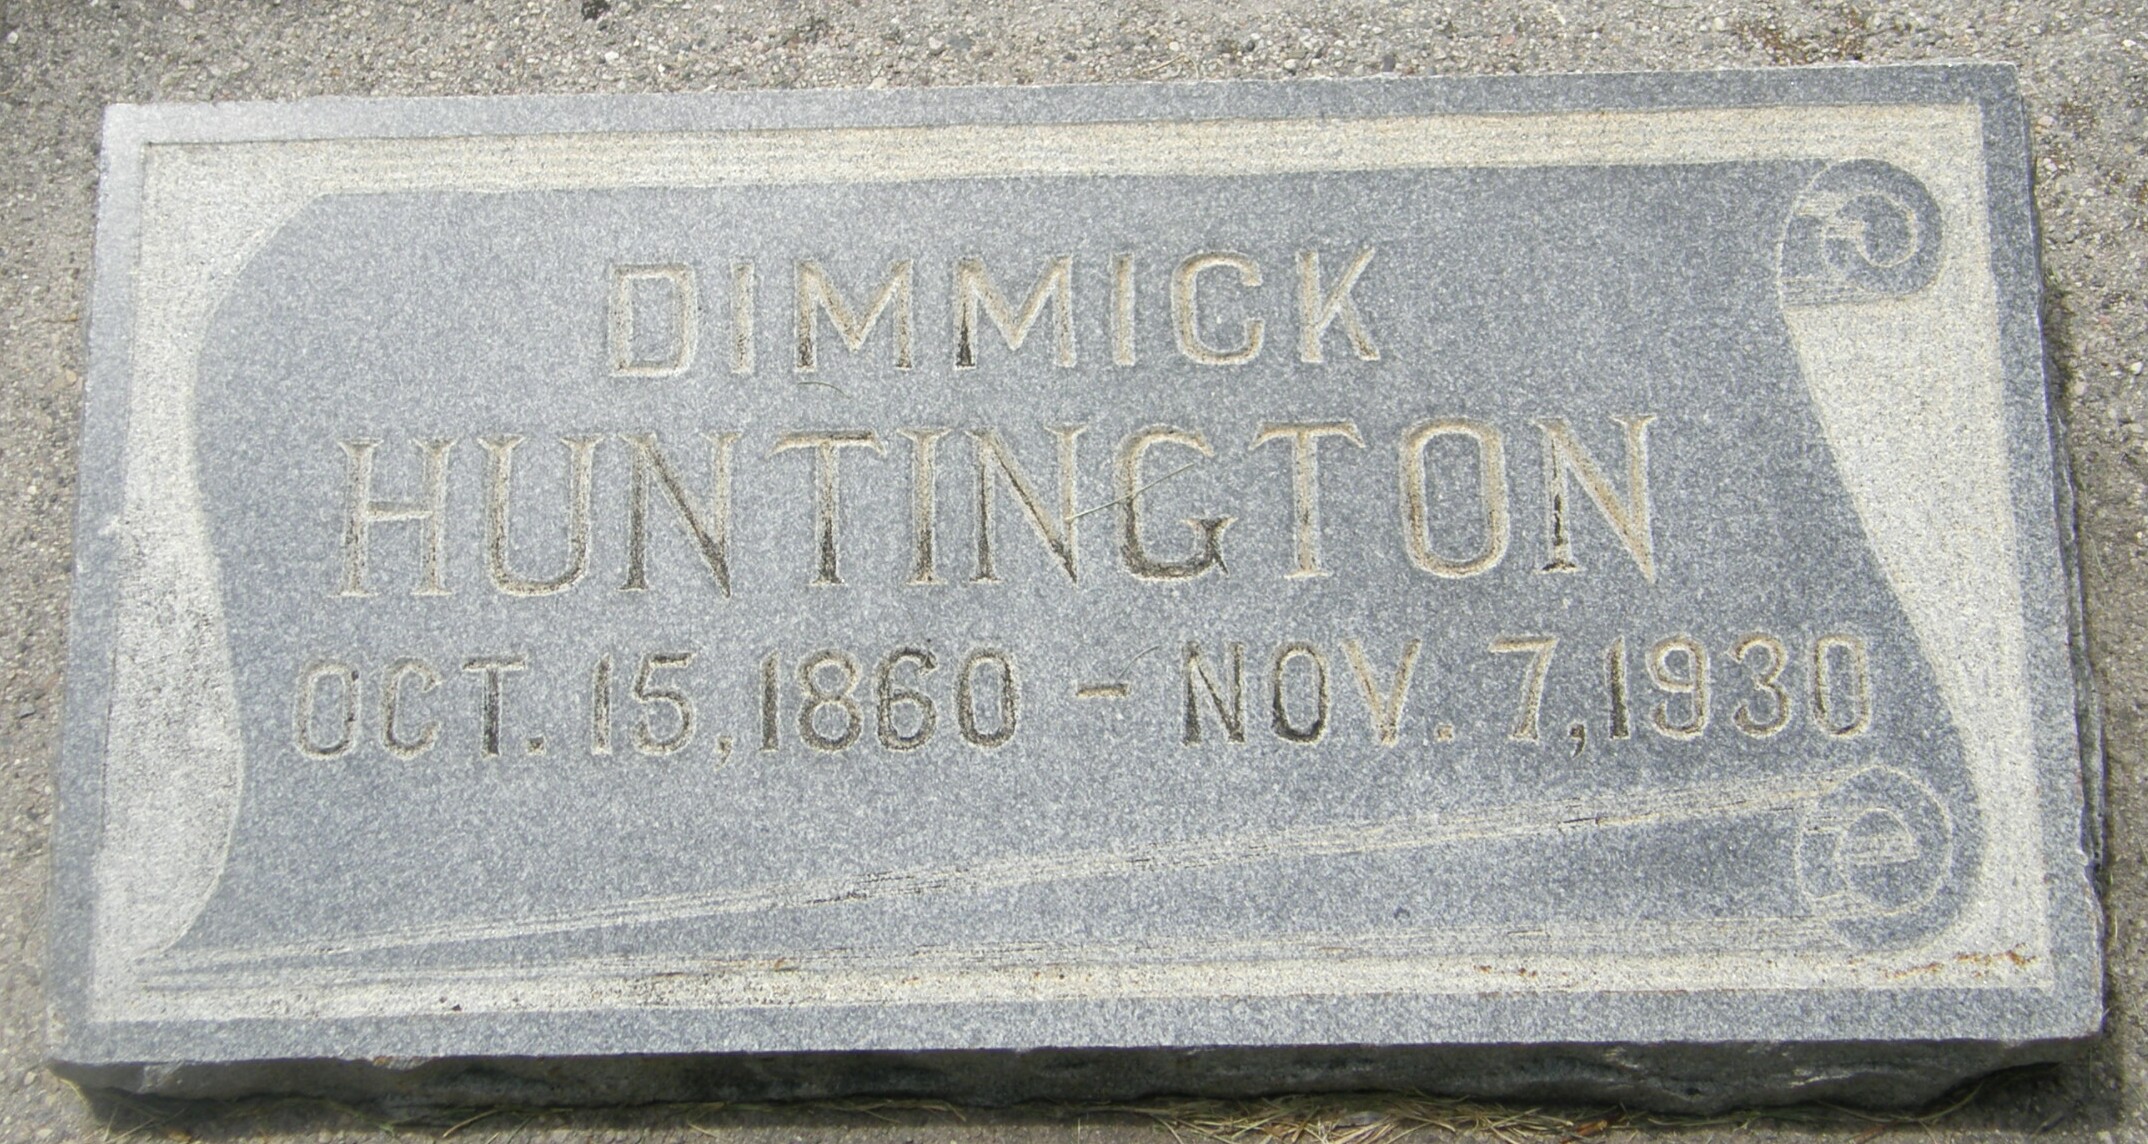 DIMMICK
HUNTINGTON
OCT. 15, 1860 - NOV. 7, 1930